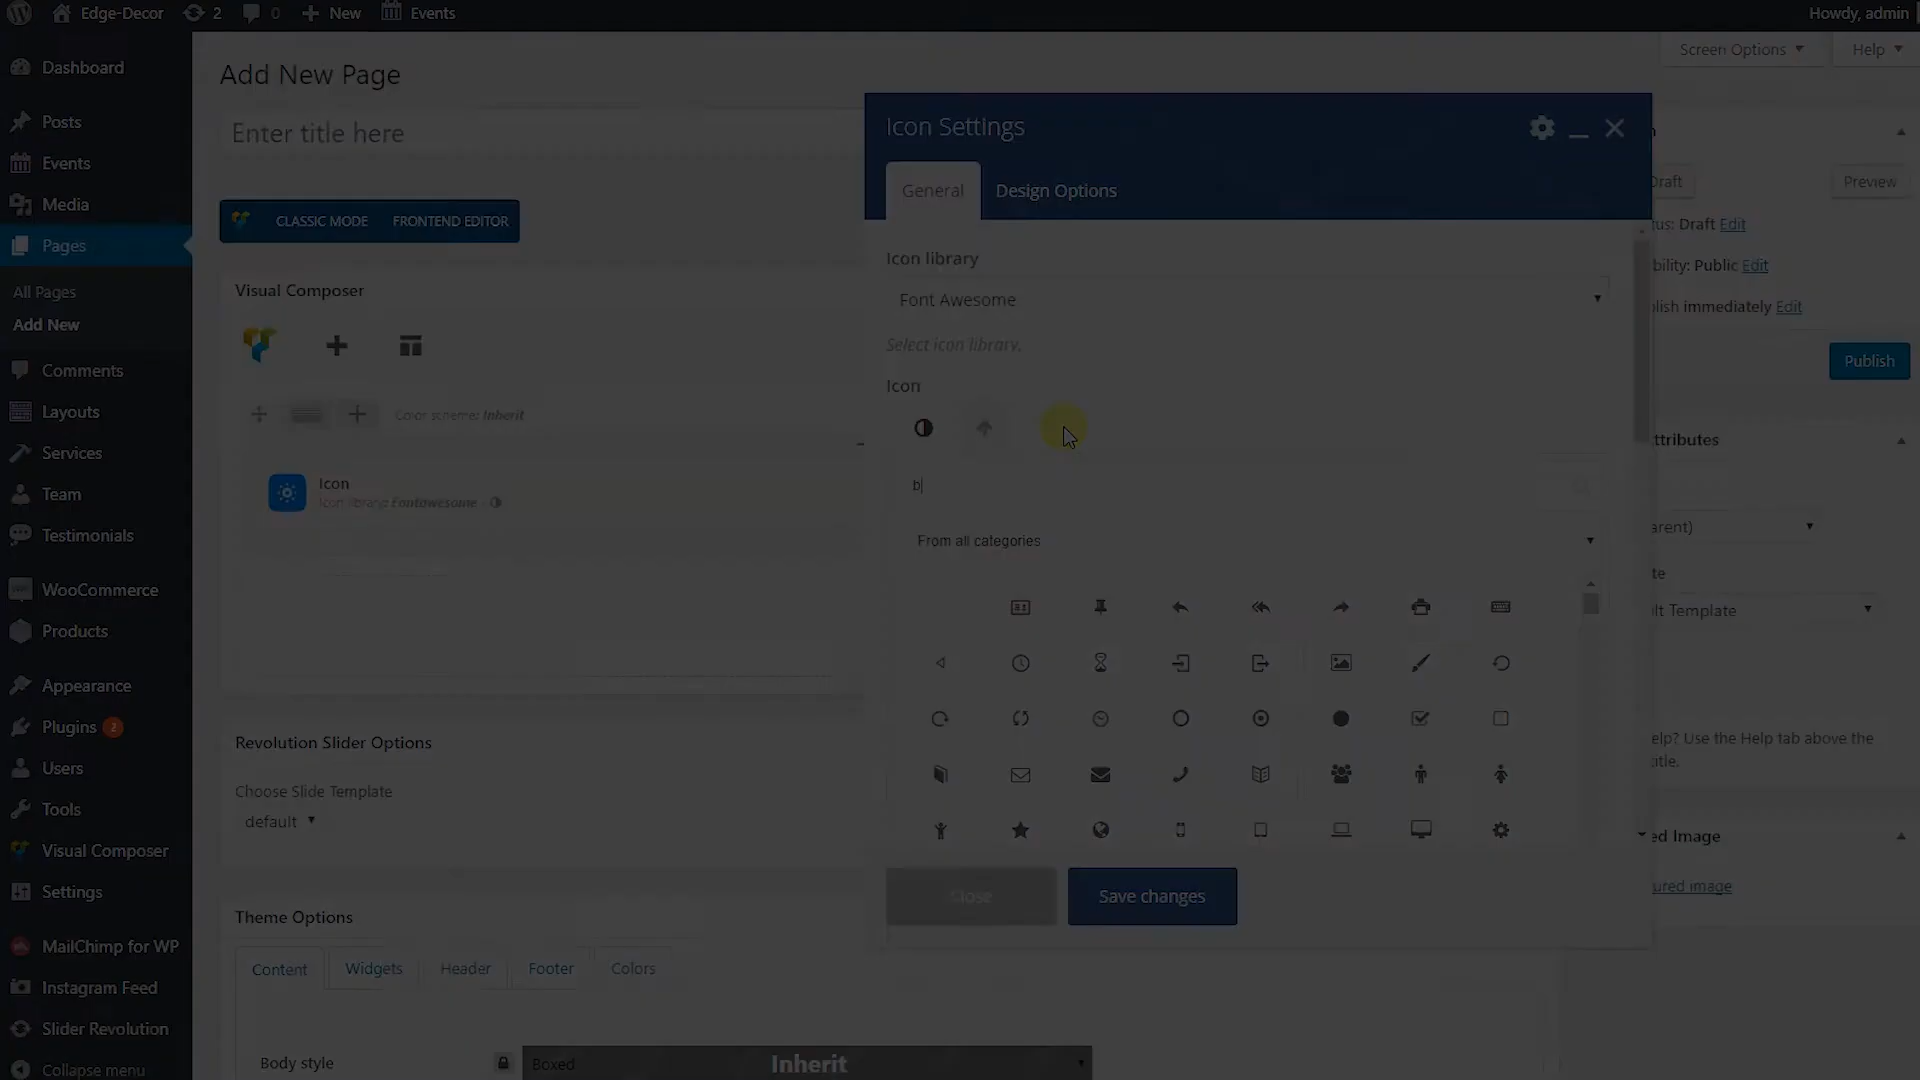 Edge-Decor 2 0 New Events Howdy, admin
Screen Options Help
Dashboard
Posts
Events
Media
Pages
All Pages
Add New
Comments
Layouts
Services
Team
Testimonials
WooCommerce
Products
Appearance
Plugins 2
Users
Tools
Visual Composer
Settings
MailChimp for WP
Instagram Feed
Slider Revolution
Collapse menu
Add New Page
Enter title here
CLASSIC MODE FRONTEND EDITOR
Visual Composer
Color scheme: Inherit
Icon
Icon library: Fontawesome -
Revolution Slider Options
Choose Slide Template
default
Theme Options
Content Widgets Header Footer Colors
Body style Boxed Inherit
Icon Settings
General Design Options
Icon library
Font Awesome
Select icon library.
Icon
b
From all categories
Close Save changes
Draft Preview
tus: Draft Edit
bility: Public Edit
blish immediately Edit
Publish
ttributes
arent)
te
lt Template
elp? Use the Help tab above the
title.
ed Image
ured image